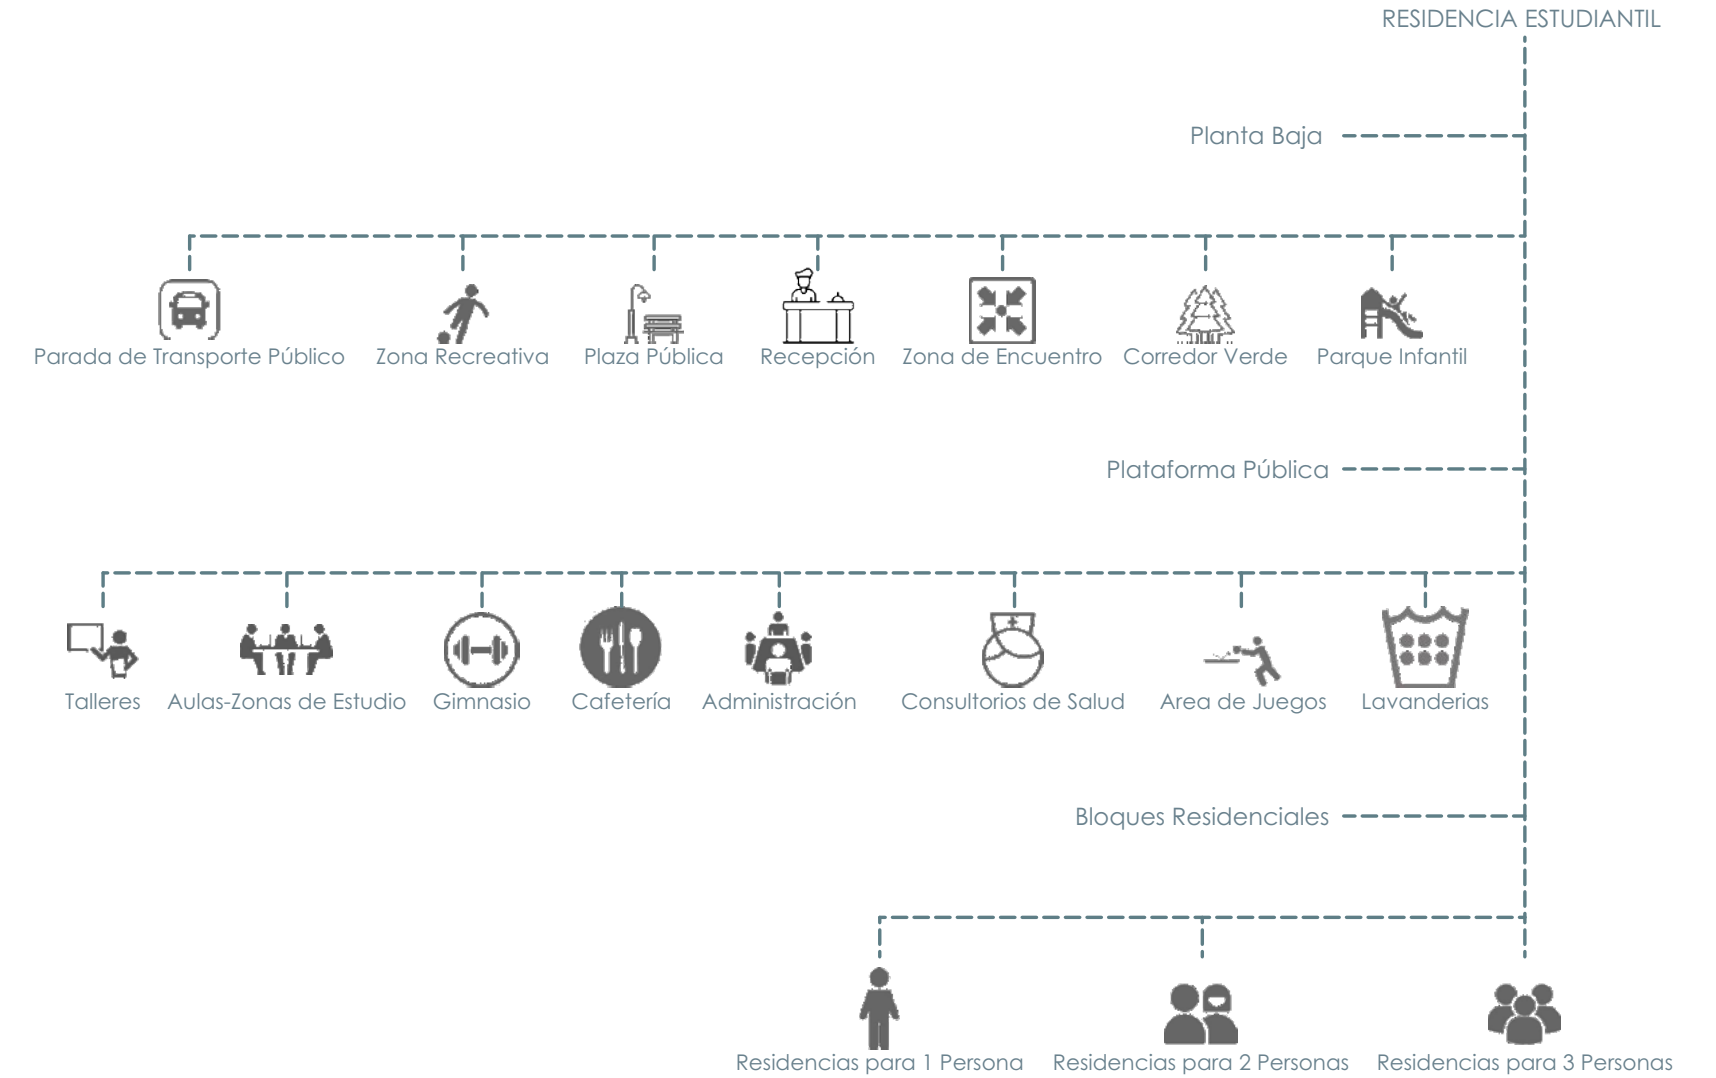 RESIDENCIA ESTUDIANTIL
Planta Baja
Parada de Transporte Público
Zona Recreativa
Plaza Pública
Recepción
Zona de Encuentro
Corredor Verde
Parque Infantil
Plataforma Pública
Talleres
Aulas-Zonas de Estudio
Gimnasio
Cafetería
Administración
Consultorios de Salud
Area de Juegos
Lavanderias
Bloques Residenciales
Residencias para 1 Persona
Residencias para 2 Personas
Residencias para 3 Personas